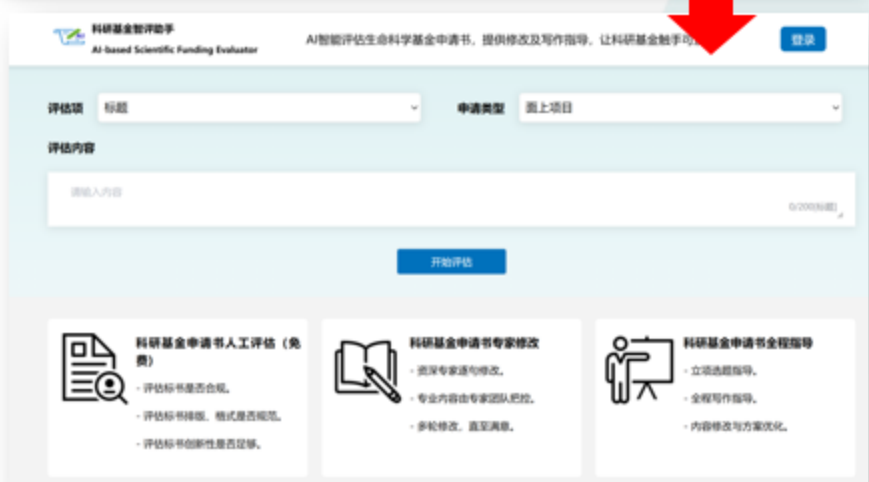 科研基金智评助手
AI-based Scientific Funding Evaluator
AI智能评估生命科学基金申请书，提供修改及写作指导，让科研基金触手可
登录
评估项 标题 申请类型 面上项目
评估内容
请输入内容
0/200(标题)
开始评估
科研基金申请书人工评估（免
费）
- 评估标书是否合规。
- 评估标书排版、格式是否规范。
- 评估标书创新性是否足够。
科研基金申请书专家修改
- 资深专家逐句修改。
- 专业内容由专家团队把控。
- 多轮修改，直至满意。
科研基金申请书全程指导
- 立项选题指导。
- 全程写作指导。
- 内容修改与方案优化。